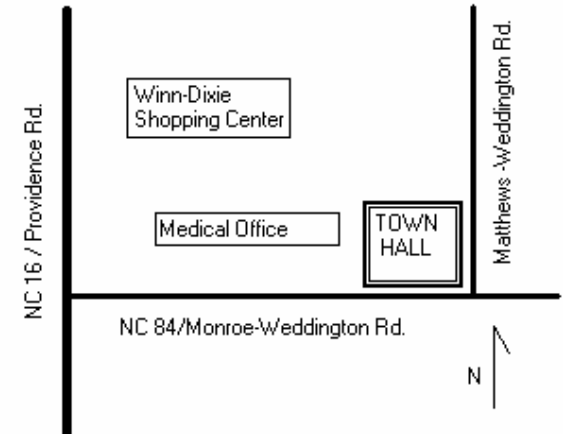 Winn-Dixie
Shopping Center
Matthews -Weddington Rd.
NC 16 / Providence Rd.
Medical Office
TOWN
HALL
NC 84/Monroe-Weddington Rd.
N